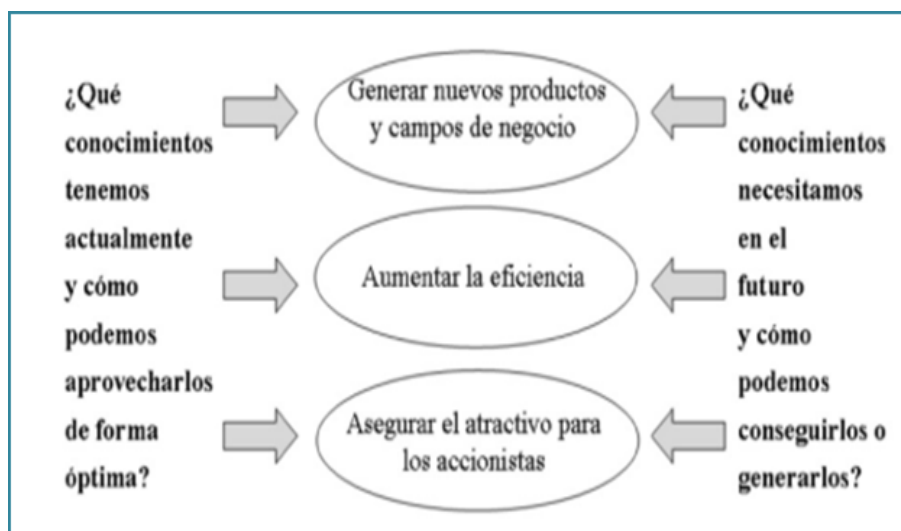 ¿Qué
conocimientos
tenemos
actualmente
y cómo
podemos
aprovecharlos
de forma
óptima?
Generar nuevos productos
y campos de negocio
Aumentar la eficiencia
Asegurar el atractivo para
los accionistas
¿Qué
conocimientos
necesitamos
en el
futuro
y cómo
podemos
conseguirlos o
generarlos?